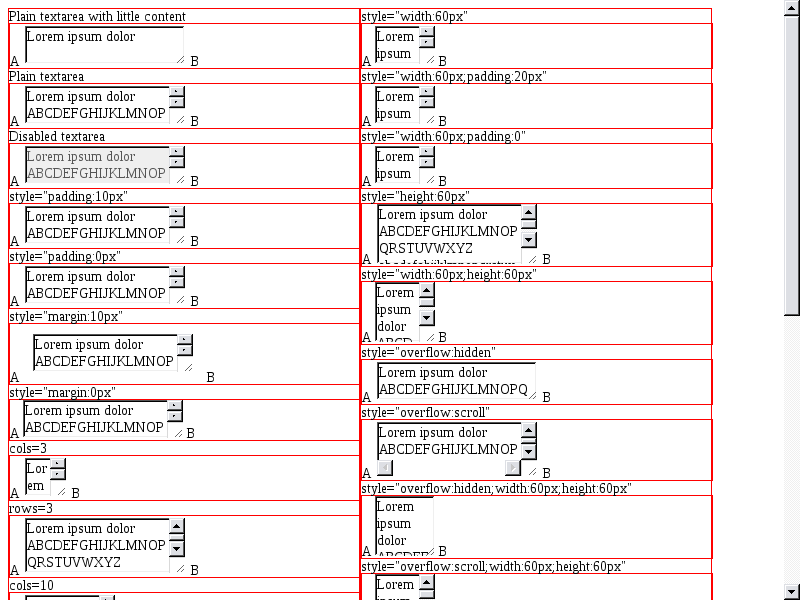 Plain textarea with little content
Lorem ipsum dolor
A B
Plain textarea
Lorem ipsum dolor
ABCDEFGHIJKLMNOP
A B
Disabled textarea
Lorem ipsum dolor
ABCDEFGHIJKLMNOP
A B
style="padding:10px"
Lorem ipsum dolor
ABCDEFGHIJKLMNOP
A B
style="padding:0px"
Lorem ipsum dolor
ABCDEFGHIJKLMNOP
A B
style="margin:10px"
Lorem ipsum dolor
ABCDEFGHIJKLMNOP
A B
style="margin:0px"
Lorem ipsum dolor
ABCDEFGHIJKLMNOP
A B
cols=3
Lor
em
A B
rows=3
Lorem ipsum dolor
ABCDEFGHIJKLMNOP
QRSTUVWXYZ
A B
cols=10
style="width:60px"
Lorem
ipsum
A B
style="width:60px;padding:20px"
Lorem
ipsum
A B
style="width:60px;padding:0"
Lorem
ipsum
A B
style="height:60px"
Lorem ipsum dolor
ABCDEFGHIJKLMNOP
QRSTUVWXYZ
A B
style="width:60px;height:60px"
Lorem
ipsum
dolor
ABCD
A B
style="overflow:hidden"
Lorem ipsum dolor
ABCDEFGHIJKLMNOPQ
A B
style="overflow:scroll"
Lorem ipsum dolor
ABCDEFGHIJKLMNOP
A B
style="overflow:hidden;width:60px;height:60px"
Lorem
ipsum
dolor
ABCDEF
A B
style="overflow:scroll;width:60px;height:60px"
Lorem